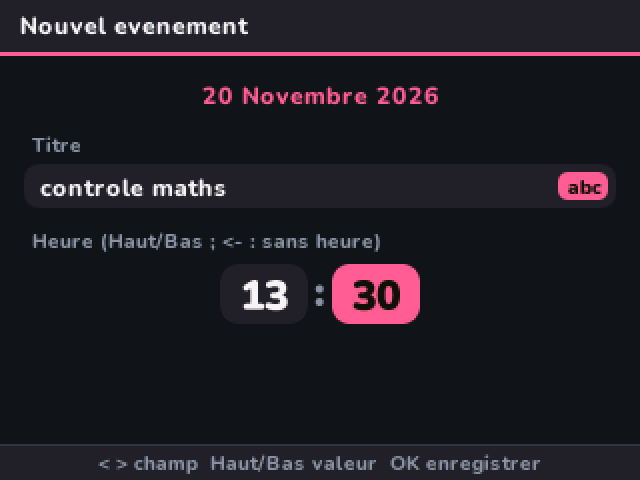 Nouvel evenement
20 Novembre 2026
Titre
controle maths abc
Heure (Haut/Bas ; <- : sans heure)
13 : 30
< > champ Haut/Bas valeur OK enregistrer